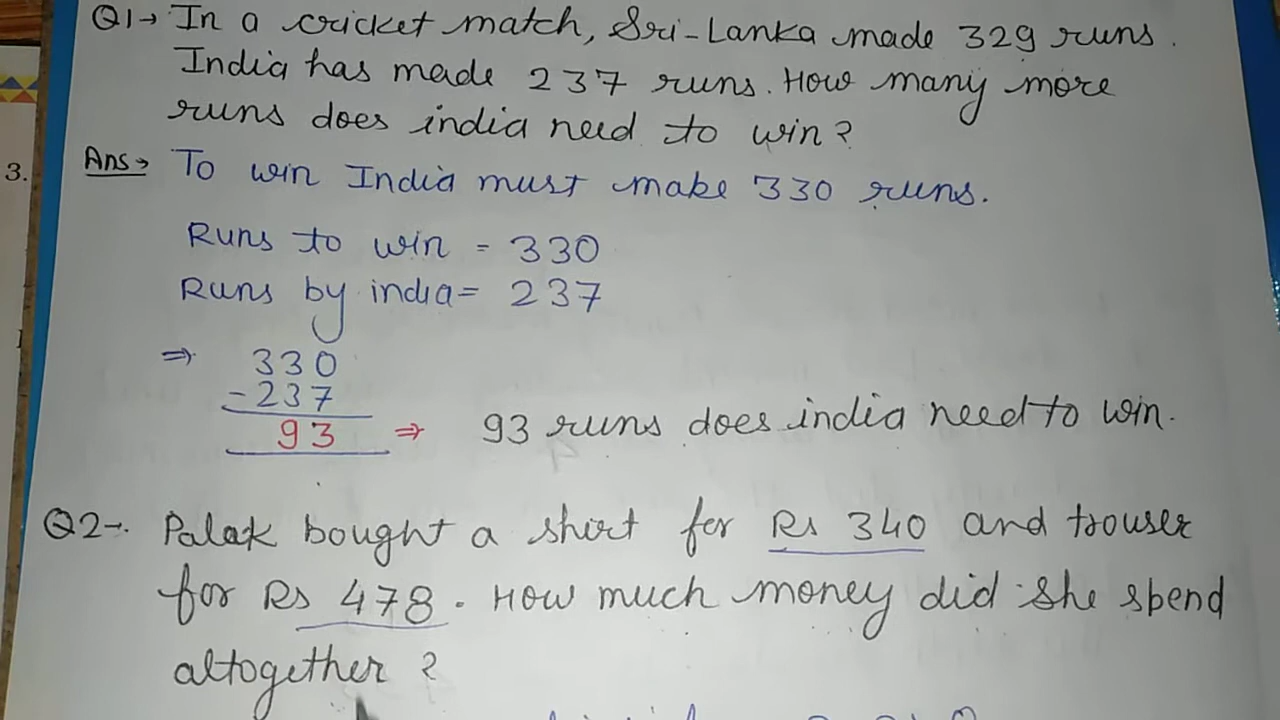 Q1→ In a cricket match, Sri-Lanka made 329 runs.
India has made 237 runs. How many more
runs does india need to win?
3.
Ans→ To win India must make 330 runs.
Runs to win = 330
Runs by india = 237
⇒ 330
-237
93 ⇒ 93 runs does india need to win.
Q2→. Palak bought a shirt for Rs 340 and trouser
for Rs 478. How much money did she spend
altogether?